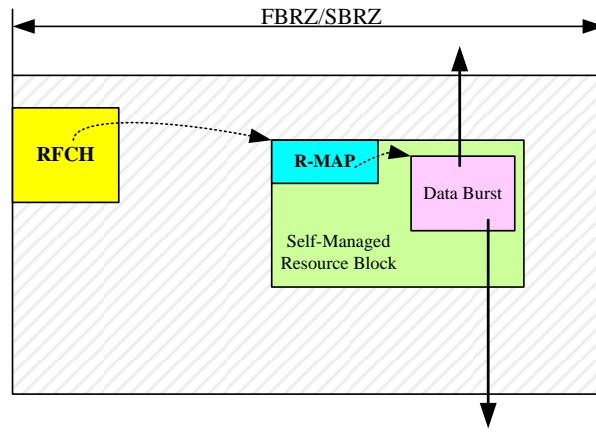 FBRZ/SBRZ
RFCH
R-MAP
Data Burst
Self-Managed
Resource Block